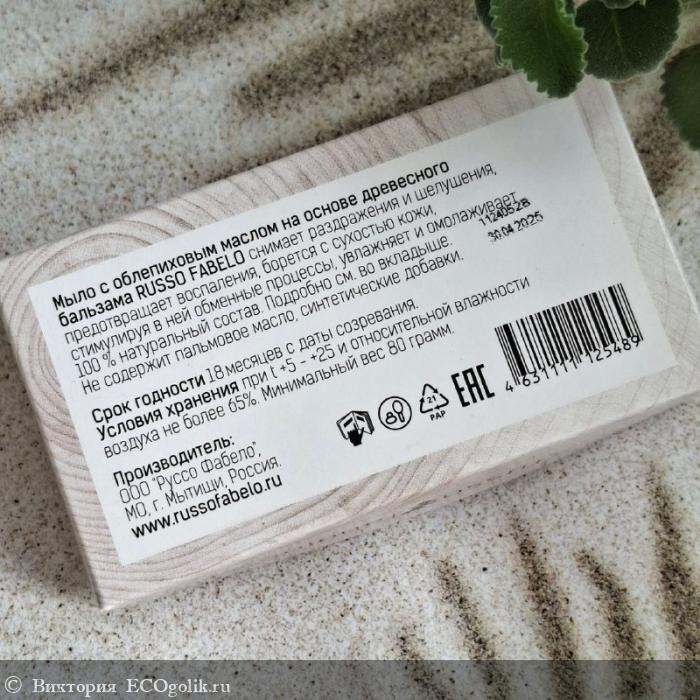 Мыло с облепиховым маслом на основе древесного
бальзама RUSSO FABELO снимает раздражения и шелушения,
предотвращает воспаления, борется с сухостью кожи,
стимулируя в ней обменные процессы, увлажняет и омолаживает.
100 % натуральный состав. Подробно см. во вкладыше.
Не содержит пальмовое масло, синтетические добавки.
1124052В
30.04.2025
Срок годности 18 месяцев с даты созревания.
Условия хранения при t +5 - +25 и относительной влажности
воздуха не более 65%. Минимальный вес 80 грамм.
Производитель:
ООО "Руссо Фабело",
МО, г. Мытищи, Россия.
www.russofabelo.ru
21
PAP
EAC
4 631111 125489
© Виктория ECOgolik.ru